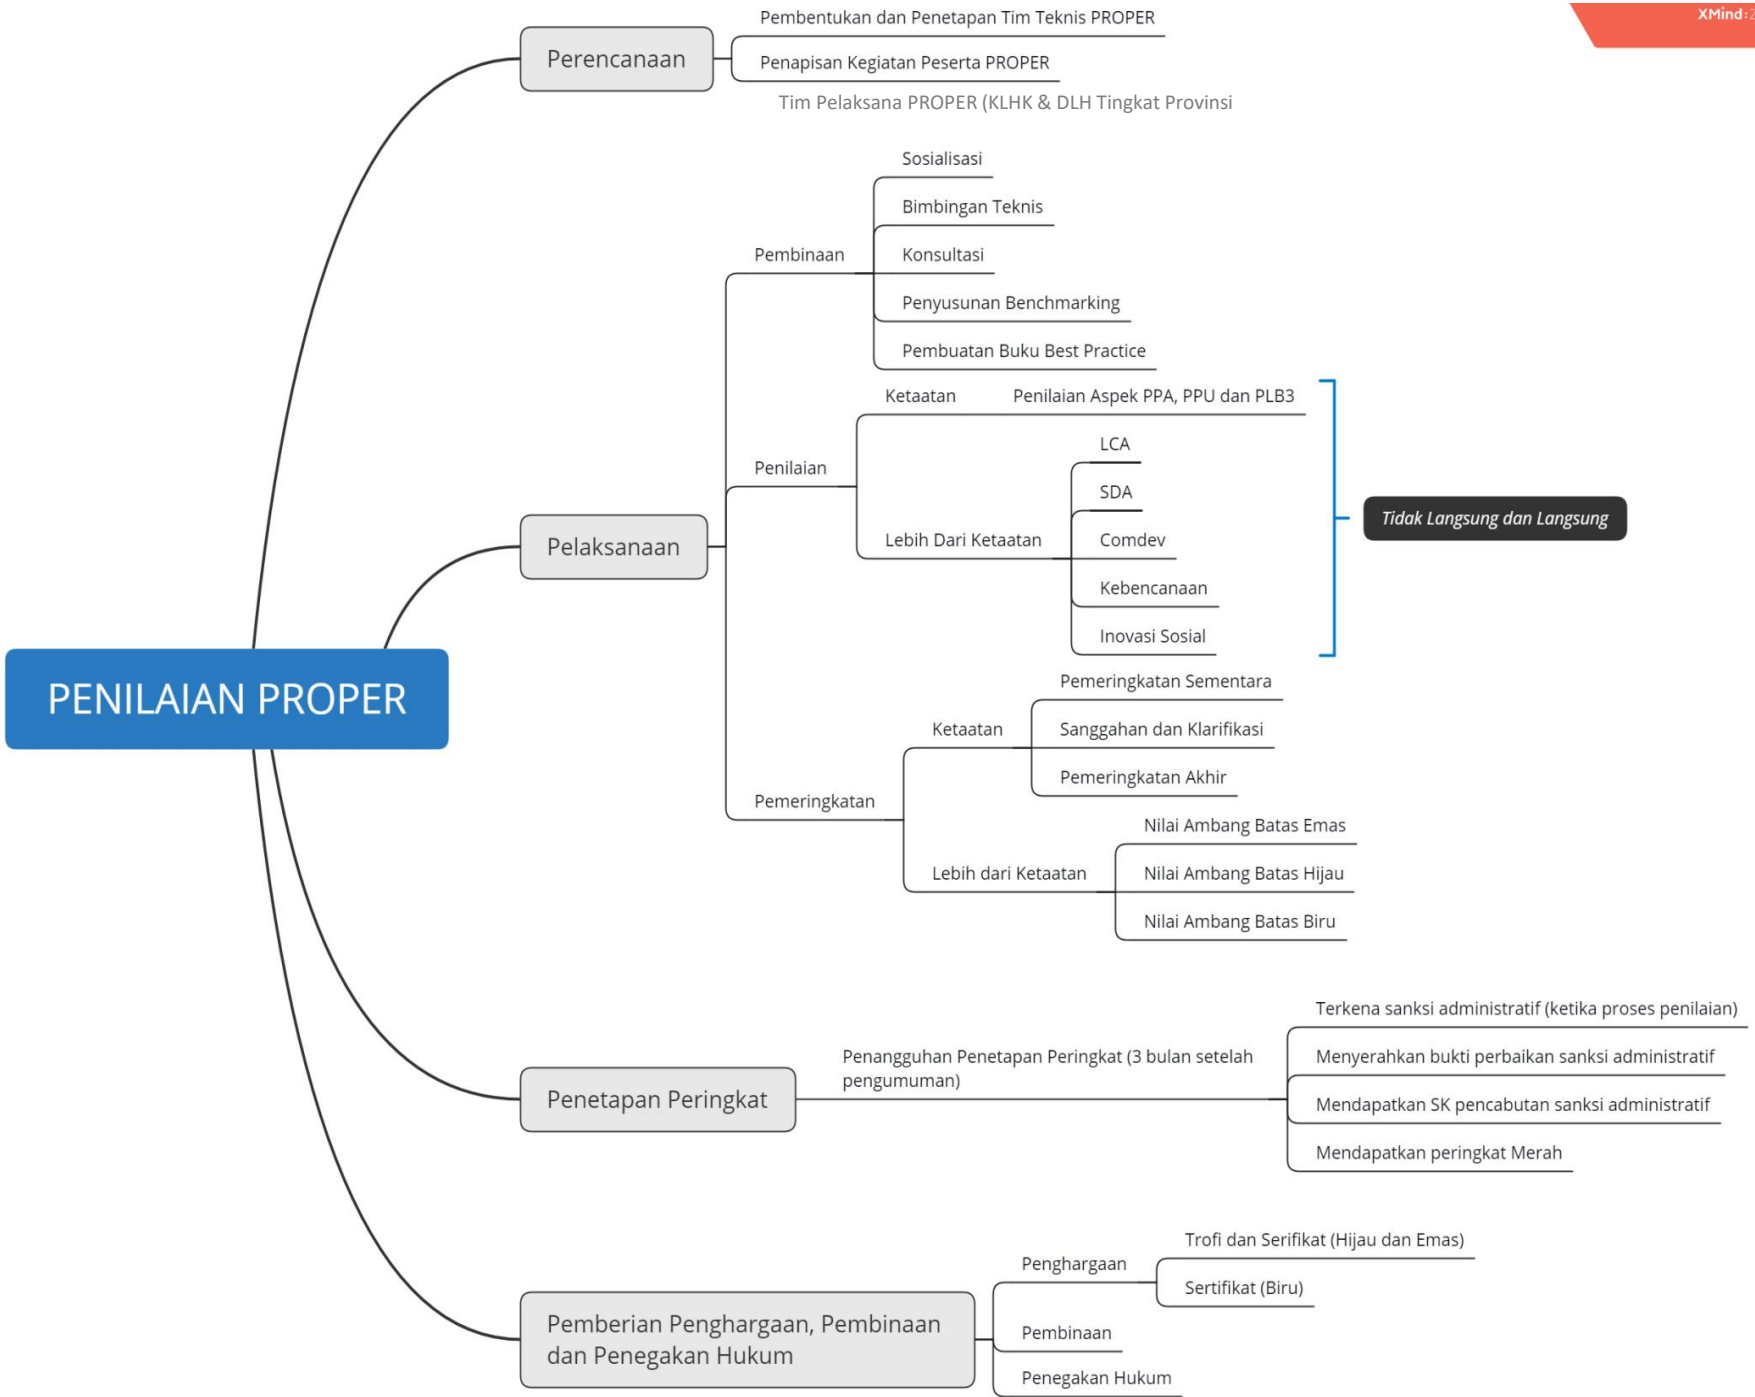 XMind:Z
Pembentukan dan Penetapan Tim Teknis PROPER
Perencanaan
Penapisan Kegiatan Peserta PROPER
Tim Pelaksana PROPER (KLHK & DLH Tingkat Provinsi
Sosialisasi
Bimbingan Teknis
Pembinaan
Konsultasi
Penyusunan Benchmarking
Pembuatan Buku Best Practice
Ketaatan
Penilaian Aspek PPA, PPU dan PLB3
LCA
Penilaian
SDA
Tidak Langsung dan Langsung
Pelaksanaan
Lebih Dari Ketaatan
Comdev
Kebencanaan
Inovasi Sosial
PENILAIAN PROPER
Pemeringkatan Sementara
Ketaatan
Sanggahan dan Klarifikasi
Pemeringkatan Akhir
Pemeringkatan
Nilai Ambang Batas Emas
Lebih dari Ketaatan
Nilai Ambang Batas Hijau
Nilai Ambang Batas Biru
Terkena sanksi administratif (ketika proses penilaian)
Penangguhan Penetapan Peringkat (3 bulan setelah
pengumuman)
Menyerahkan bukti perbaikan sanksi administratif
Penetapan Peringkat
Mendapatkan SK pencabutan sanksi administratif
Mendapatkan peringkat Merah
Trofi dan Serifikat (Hijau dan Emas)
Penghargaan
Sertifikat (Biru)
Pemberian Penghargaan, Pembinaan
dan Penegakan Hukum
Pembinaan
Penegakan Hukum